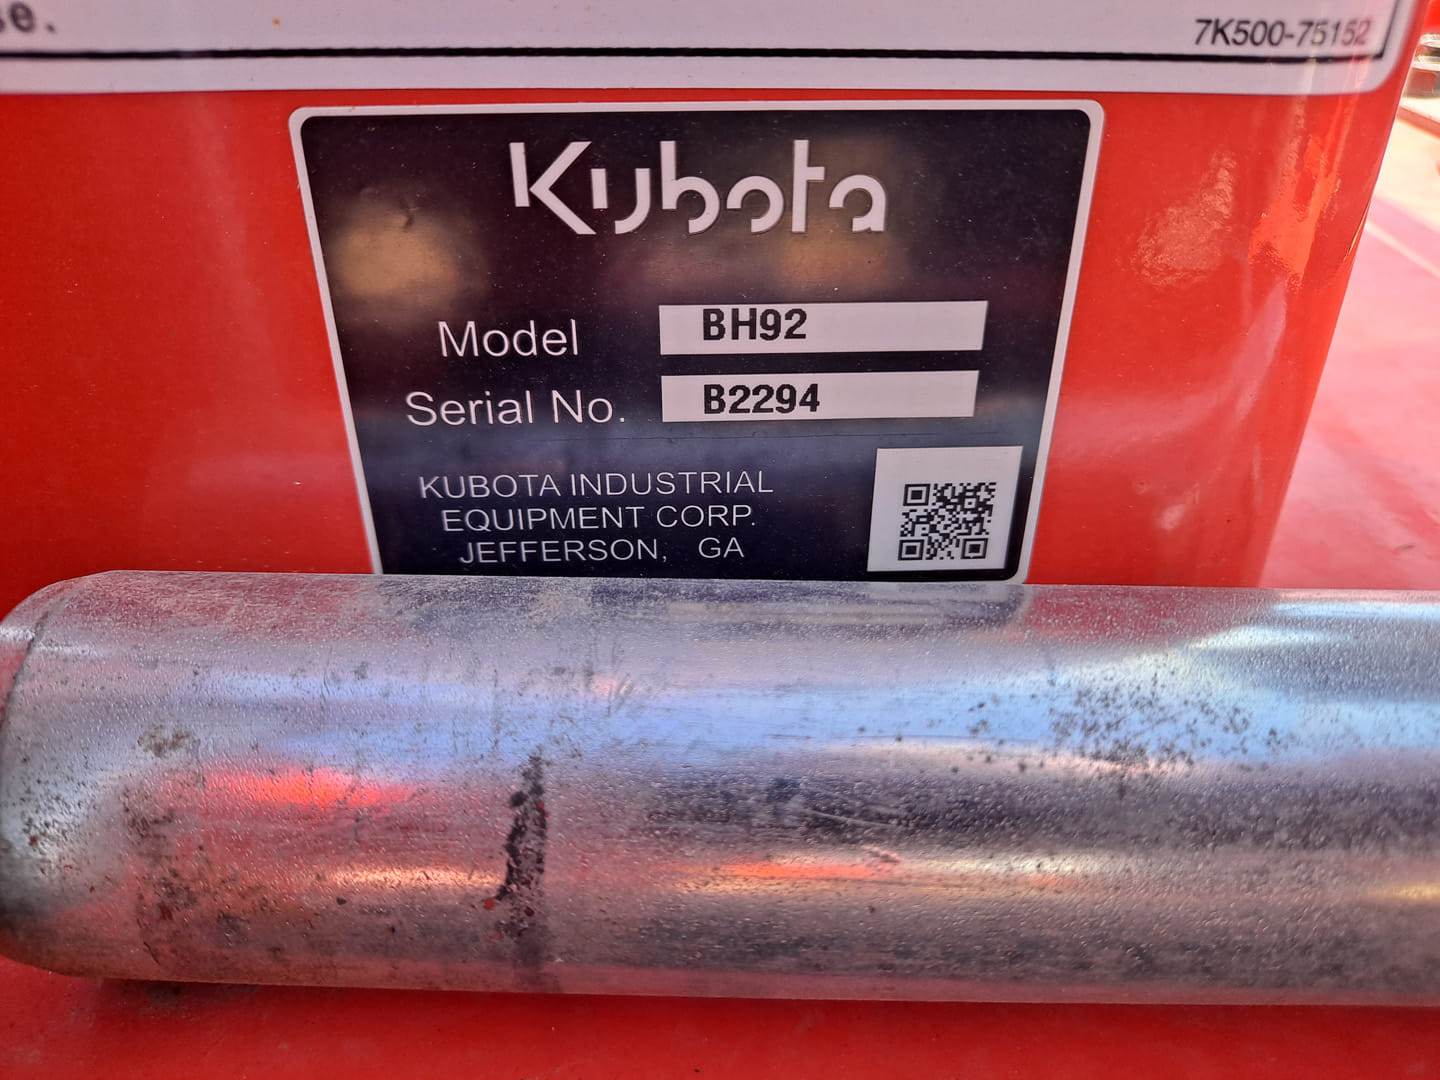 7K500-75152
Kubota
Model BH92
Serial No. B2294
KUBOTA INDUSTRIAL
EQUIPMENT CORP.
JEFFERSON, GA